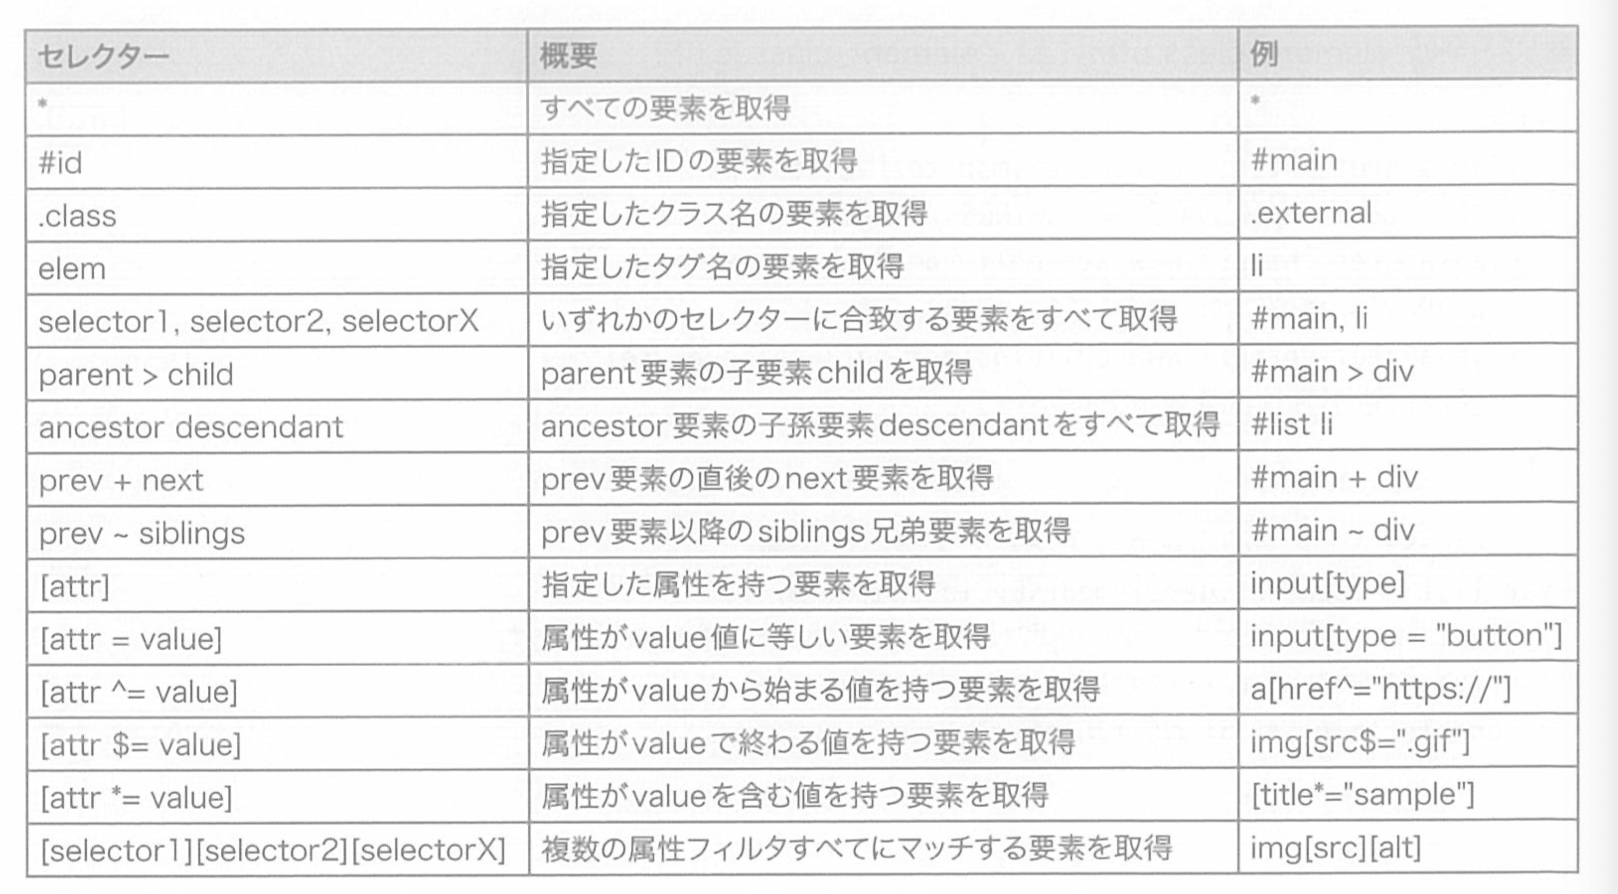 セレクター 概要 例
* すべての要素を取得 *
#id 指定したIDの要素を取得 #main
.class 指定したクラス名の要素を取得 .external
elem 指定したタグ名の要素を取得 li
selector1, selector2, selectorX いずれかのセレクターに合致する要素をすべて取得 #main, li
parent > child parent要素の子要素childを取得 #main > div
ancestor descendant ancestor要素の子孫要素descendantをすべて取得 #list li
prev + next prev要素の直後のnext要素を取得 #main + div
prev ~ siblings prev要素以降のsiblings兄弟要素を取得 #main ~ div
[attr] 指定した属性を持つ要素を取得 input[type]
[attr = value] 属性がvalue値に等しい要素を取得 input[type = "button"]
[attr ^= value] 属性がvalueから始まる値を持つ要素を取得 a[href^="https://"]
[attr $= value] 属性がvalueで終わる値を持つ要素を取得 img[src$=".gif"]
[attr *= value] 属性がvalueを含む値を持つ要素を取得 [title*="sample"]
[selector1][selector2][selectorX] 複数の属性フィルタすべてにマッチする要素を取得 img[src][alt]